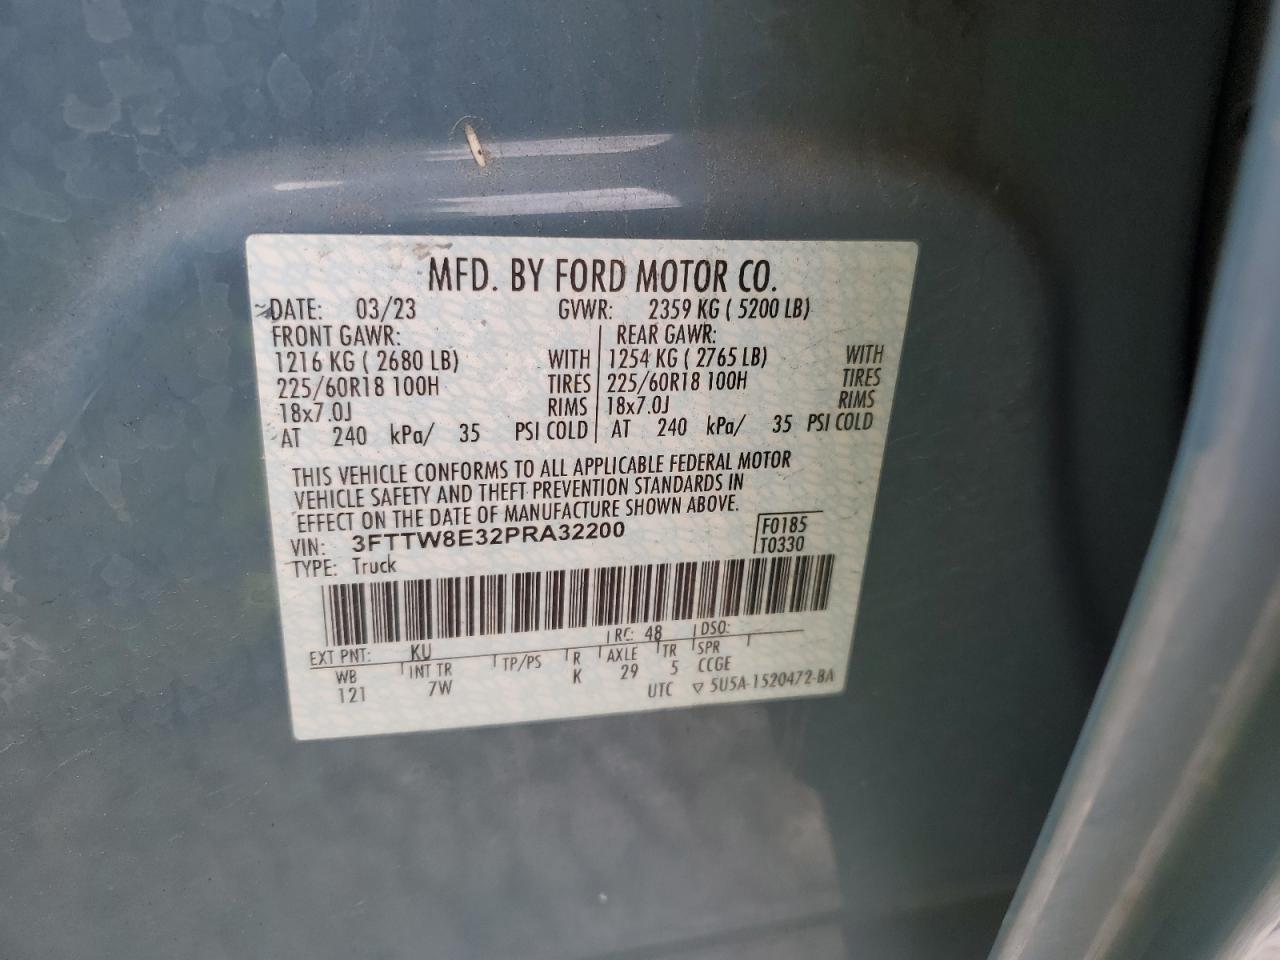 MFD. BY FORD MOTOR CO.
DATE: 03/23 GVWR: 2359 KG ( 5200 LB)
FRONT GAWR: REAR GAWR:
1216 KG ( 2680 LB) WITH 1254 KG ( 2765 LB) WITH
225/60R18 100H TIRES 225/60R18 100H TIRES
18x7.0J RIMS 18x7.0J RIMS
AT 240 kPa/ 35 PSI COLD AT 240 kPa/ 35 PSI COLD
THIS VEHICLE CONFORMS TO ALL APPLICABLE FEDERAL MOTOR
VEHICLE SAFETY AND THEFT PREVENTION STANDARDS IN
EFFECT ON THE DATE OF MANUFACTURE SHOWN ABOVE.
VIN: 3FTTW8E32PRA32200 F0185
TYPE: Truck T0330
EXT PNT: KU RC: 48 DSO:
WB INT TR TP/PS R AXLE TR SPR
121 7W K 29 5 CCGE
UTC ▽ 5U5A-1520472-BA